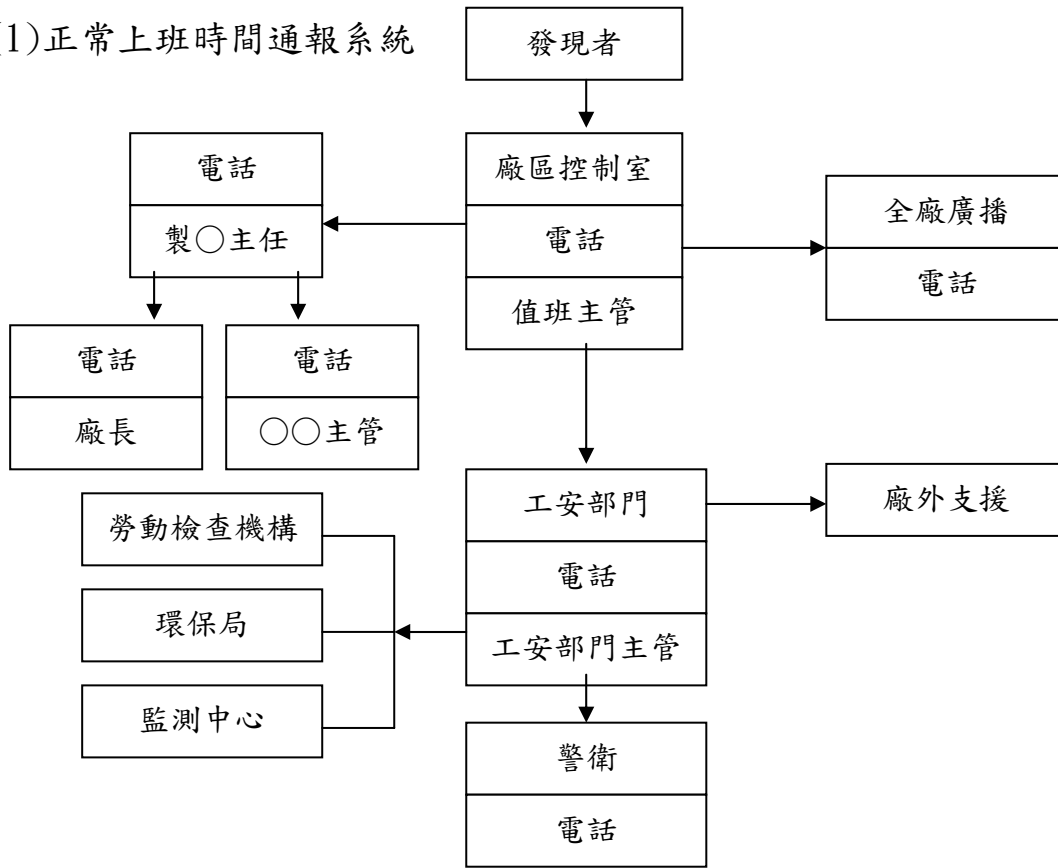 (1)正常上班時間通報系統
發現者
廠區控制室
電話
值班主管
電話
製○主任
全廠廣播
電話
電話
廠長
電話
○○主管
工安部門
電話
工安部門主管
廠外支援
勞動檢查機構
環保局
監測中心
警衛
電話